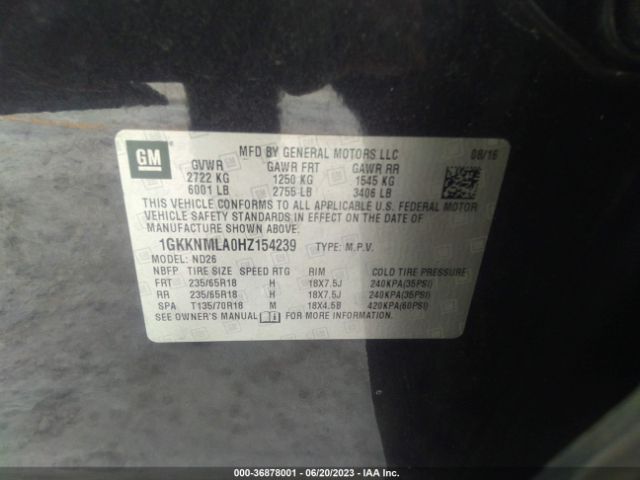 GM
MFD BY GENERAL MOTORS LLC 08/16
GVWR GAWR FRT GAWR RR
2722 KG 1250 KG 1545 KG
6001 LB 2755 LB 3406 LB
THIS VEHICLE CONFORMS TO ALL APPLICABLE U.S. FEDERAL MOTOR
VEHICLE SAFETY STANDARDS IN EFFECT ON THE DATE OF
MANUFACTURE SHOWN ABOVE.
1GKKNMLA0HZ154239 TYPE: M.P.V.
MODEL: ND26
NBFP TIRE SIZE SPEED RTG RIM COLD TIRE PRESSURE
FRT 235/65R18 H 18X7.5J 240KPA(35PSI)
RR 235/65R18 H 18X7.5J 240KPA(35PSI)
SPA T135/70R18 M 18X4.5B 420KPA(60PSI)
SEE OWNER'S MANUAL FOR MORE INFORMATION
000-36878001 - 06/20/2023 - IAA Inc.